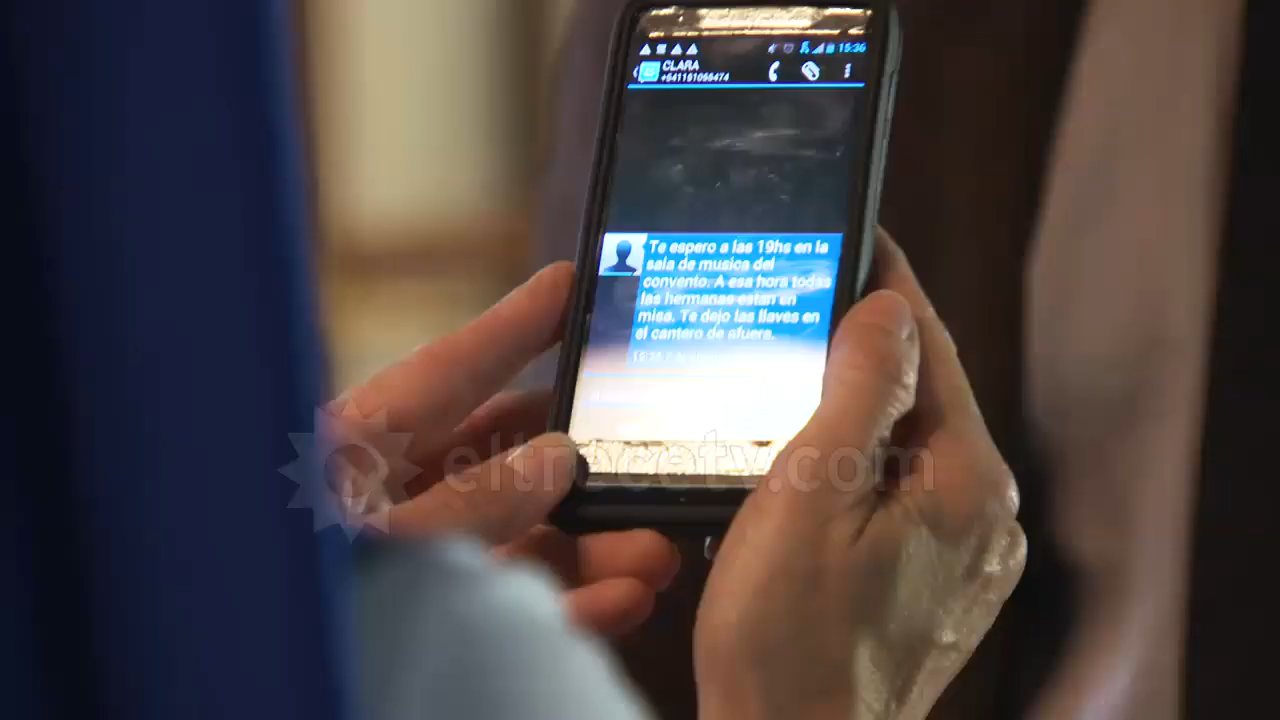 15:36
CLARA
+541161056474
Te espero a las 19hs en la
sala de musica del
convento. A esa hora todas
las hermanas estan en
misa. Te dejo las llaves en
el cantero de afuera.
eltrecetv.com